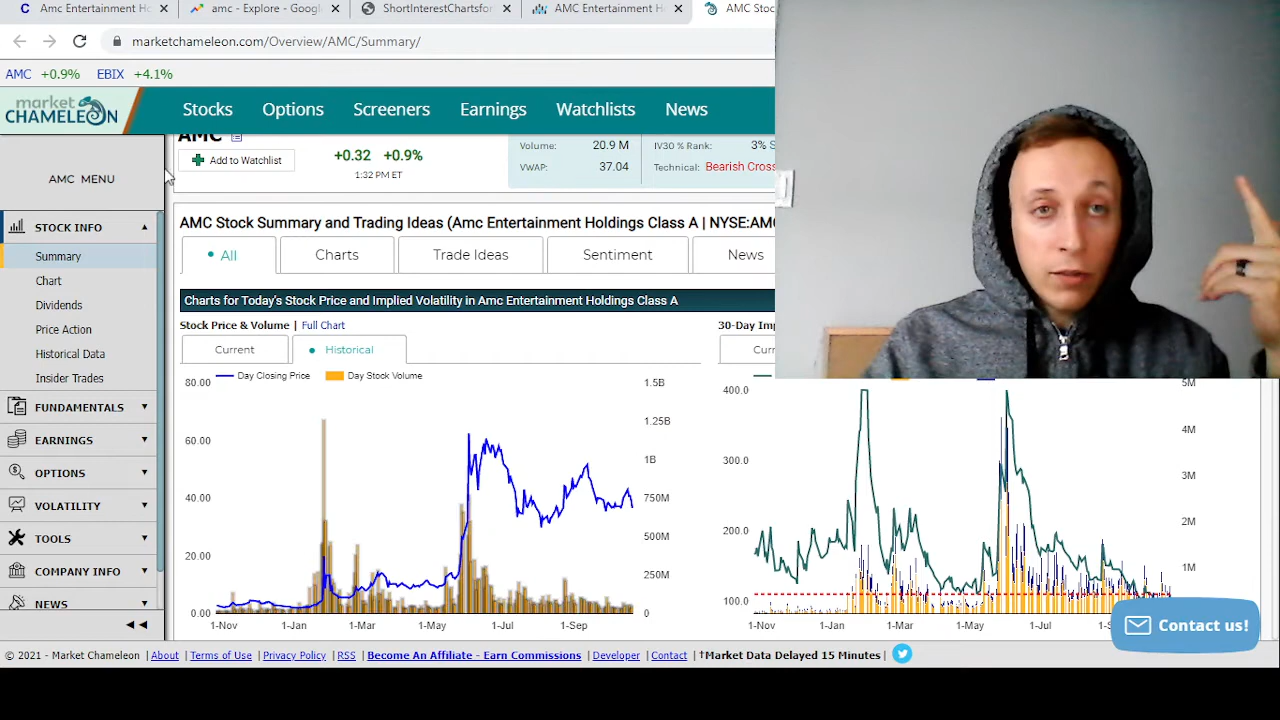 Amc Entertainment H
amc - Explore - Googl
ShortInterestChartsfor
AMC Entertainment H
AMC Sto
marketchameleon.com/Overview/AMC/Summary/
AMC +0.9% EBIX +4.1%
market CHAMELEON
Stocks Options Screeners Earnings Watchlists News
AMC
Add to Watchlist
+0.32 +0.9%
1:32 PM ET
Volume: 20.9 M
VWAP: 37.04
IV30 % Rank: 3% S
Technical: Bearish Cross
AMC MENU
STOCK INFO
Summary
Chart
Dividends
Price Action
Historical Data
Insider Trades
FUNDAMENTALS
EARNINGS
OPTIONS
VOLATILITY
TOOLS
COMPANY INFO
NEWS
AMC Stock Summary and Trading Ideas (Amc Entertainment Holdings Class A | NYSE:AMC
All Charts Trade Ideas Sentiment News
Charts for Today's Stock Price and Implied Volatility in Amc Entertainment Holdings Class A
Stock Price & Volume | Full Chart
Current Historical
Day Closing Price Day Stock Volume
80.00
60.00
40.00
20.00
0.00
1.5B
1.25B
1B
750M
500M
250M
0
1-Nov 1-Jan 1-Mar 1-May 1-Jul 1-Sep
30-Day Imp
Curr
400.0
300.0
200.0
100.0
5M
4M
3M
2M
1M
1-Nov 1-Jan 1-Mar 1-May 1-Jul 1-S
Contact us!
© 2021 - Market Chameleon | About | Terms of Use | Privacy Policy | RSS | Become An Affiliate - Earn Commissions | Developer | Contact | †Market Data Delayed 15 Minutes |